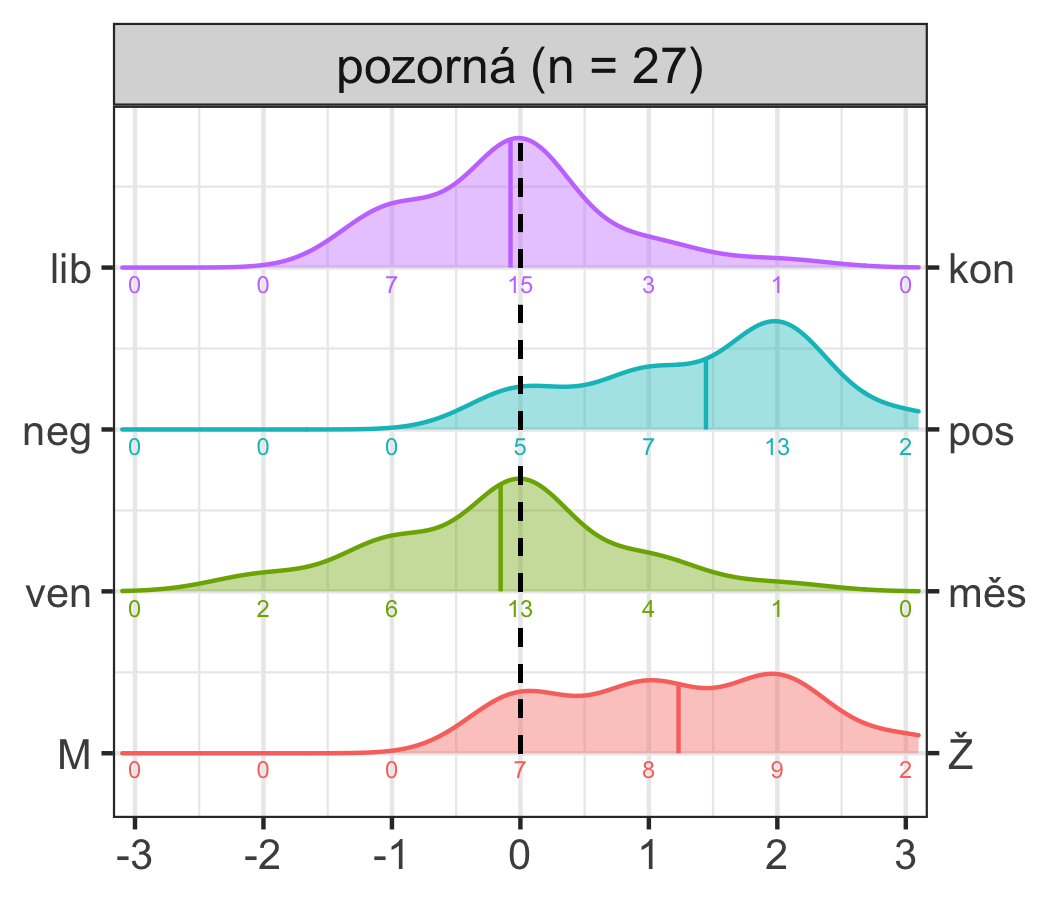 pozorná (n = 27)
lib kon
0 0 7 15 3 1 0
neg pos
0 0 0 5 7 13 2
ven měs
0 2 6 13 4 1 0
M Ž
0 0 0 7 8 9 2
-3 -2 -1 0 1 2 3